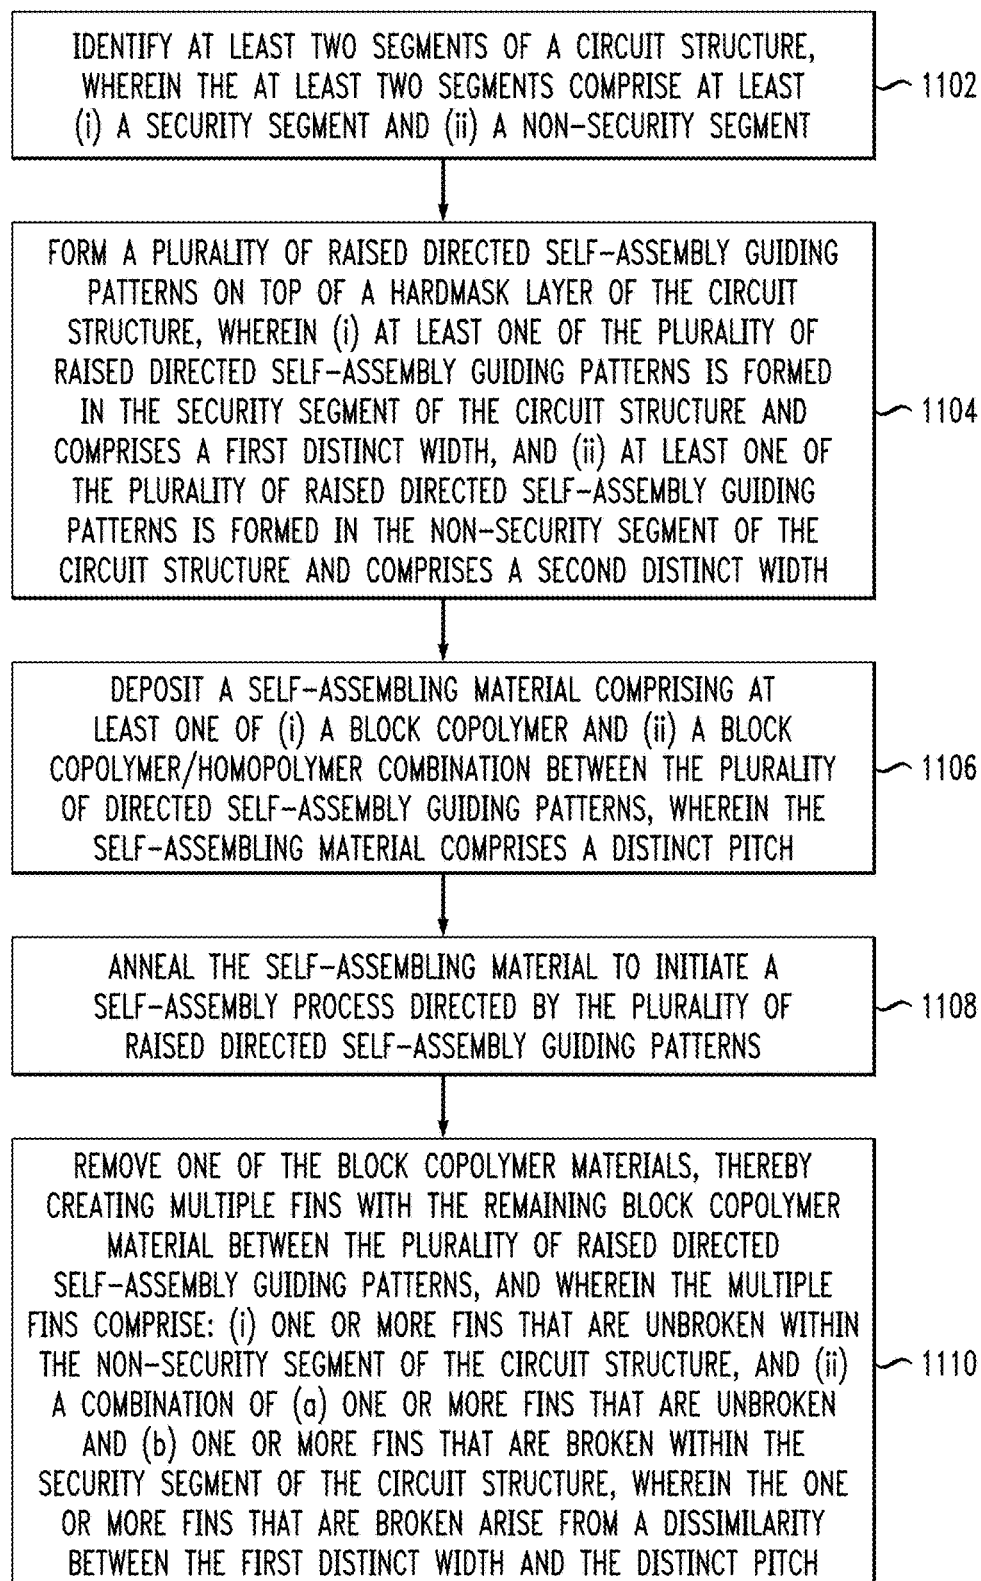 IDENTIFY AT LEAST TWO SEGMENTS OF A CIRCUIT STRUCTURE,
WHEREIN THE AT LEAST TWO SEGMENTS COMPRISE AT LEAST
(i) A SECURITY SEGMENT AND (ii) A NON-SECURITY SEGMENT
1102
FORM A PLURALITY OF RAISED DIRECTED SELF-ASSEMBLY GUIDING
PATTERNS ON TOP OF A HARDMASK LAYER OF THE CIRCUIT
STRUCTURE, WHEREIN (i) AT LEAST ONE OF THE PLURALITY OF
RAISED DIRECTED SELF-ASSEMBLY GUIDING PATTERNS IS FORMED
IN THE SECURITY SEGMENT OF THE CIRCUIT STRUCTURE AND
COMPRISES A FIRST DISTINCT WIDTH, AND (ii) AT LEAST ONE OF
THE PLURALITY OF RAISED DIRECTED SELF-ASSEMBLY GUIDING
PATTERNS IS FORMED IN THE NON-SECURITY SEGMENT OF THE
CIRCUIT STRUCTURE AND COMPRISES A SECOND DISTINCT WIDTH
1104
DEPOSIT A SELF-ASSEMBLING MATERIAL COMPRISING AT
LEAST ONE OF (i) A BLOCK COPOLYMER AND (ii) A BLOCK
COPOLYMER/HOMOPOLYMER COMBINATION BETWEEN THE PLURALITY
OF DIRECTED SELF-ASSEMBLY GUIDING PATTERNS, WHEREIN THE
SELF-ASSEMBLING MATERIAL COMPRISES A DISTINCT PITCH
1106
ANNEAL THE SELF-ASSEMBLING MATERIAL TO INITIATE A
SELF-ASSEMBLY PROCESS DIRECTED BY THE PLURALITY OF
RAISED DIRECTED SELF-ASSEMBLY GUIDING PATTERNS
1108
REMOVE ONE OF THE BLOCK COPOLYMER MATERIALS, THEREBY
CREATING MULTIPLE FINS WITH THE REMAINING BLOCK COPOLYMER
MATERIAL BETWEEN THE PLURALITY OF RAISED DIRECTED
SELF-ASSEMBLY GUIDING PATTERNS, AND WHEREIN THE MULTIPLE
FINS COMPRISE: (i) ONE OR MORE FINS THAT ARE UNBROKEN WITHIN
THE NON-SECURITY SEGMENT OF THE CIRCUIT STRUCTURE, AND (ii)
A COMBINATION OF (a) ONE OR MORE FINS THAT ARE UNBROKEN
AND (b) ONE OR MORE FINS THAT ARE BROKEN WITHIN THE
SECURITY SEGMENT OF THE CIRCUIT STRUCTURE, WHEREIN THE ONE
OR MORE FINS THAT ARE BROKEN ARISE FROM A DISSIMILARITY
BETWEEN THE FIRST DISTINCT WIDTH AND THE DISTINCT PITCH
1110